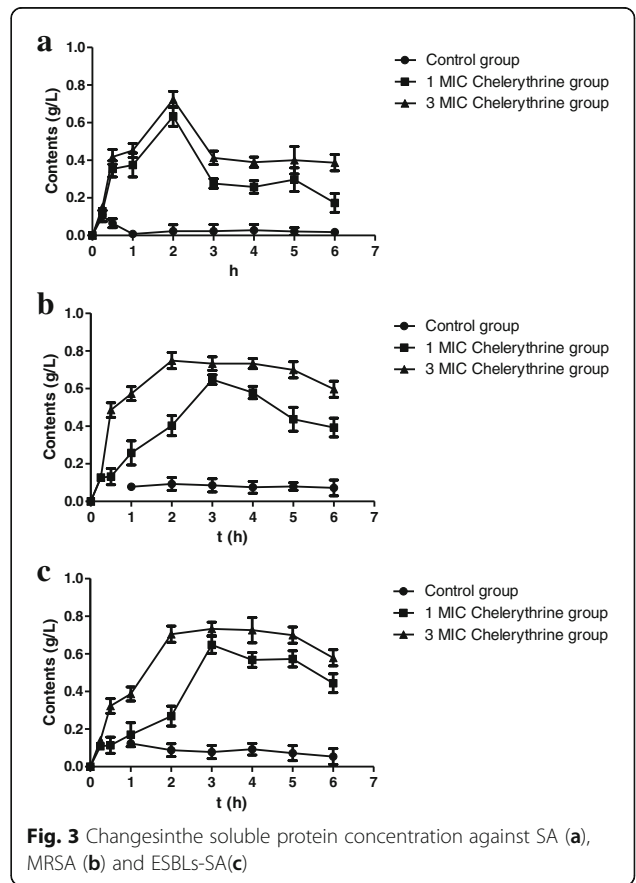 a
Contents (g/L)
1.0
0.8
0.6
0.4
0.2
0.0
0 1 2 3 4 5 6 7
h
Control group
1 MIC Chelerythrine group
3 MIC Chelerythrine group
b
Contents (g/L)
1.0
0.8
0.6
0.4
0.2
0.0
0 1 2 3 4 5 6 7
t (h)
Control group
1 MIC Chelerythrine group
3 MIC Chelerythrine group
c
Contents (g/L)
1.0
0.8
0.6
0.4
0.2
0.0
0 1 2 3 4 5 6 7
t (h)
Control group
1 MIC Chelerythrine group
3 MIC Chelerythrine group
Fig. 3 Changesinthe soluble protein concentration against SA (a),
MRSA (b) and ESBLs-SA(c)